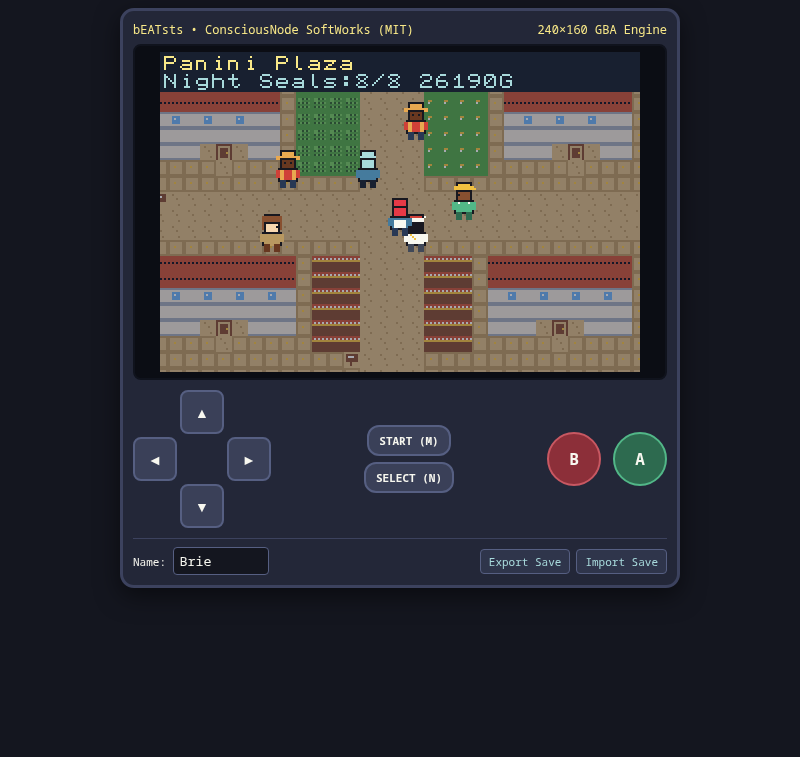 bEATsts • ConsciousNode SoftWorks (MIT)
240×160 GBA Engine
Panini Plaza
Night Seals:8/8 26190G
START (M)
SELECT (N)
B
A
Name:
Brie
Export Save
Import Save